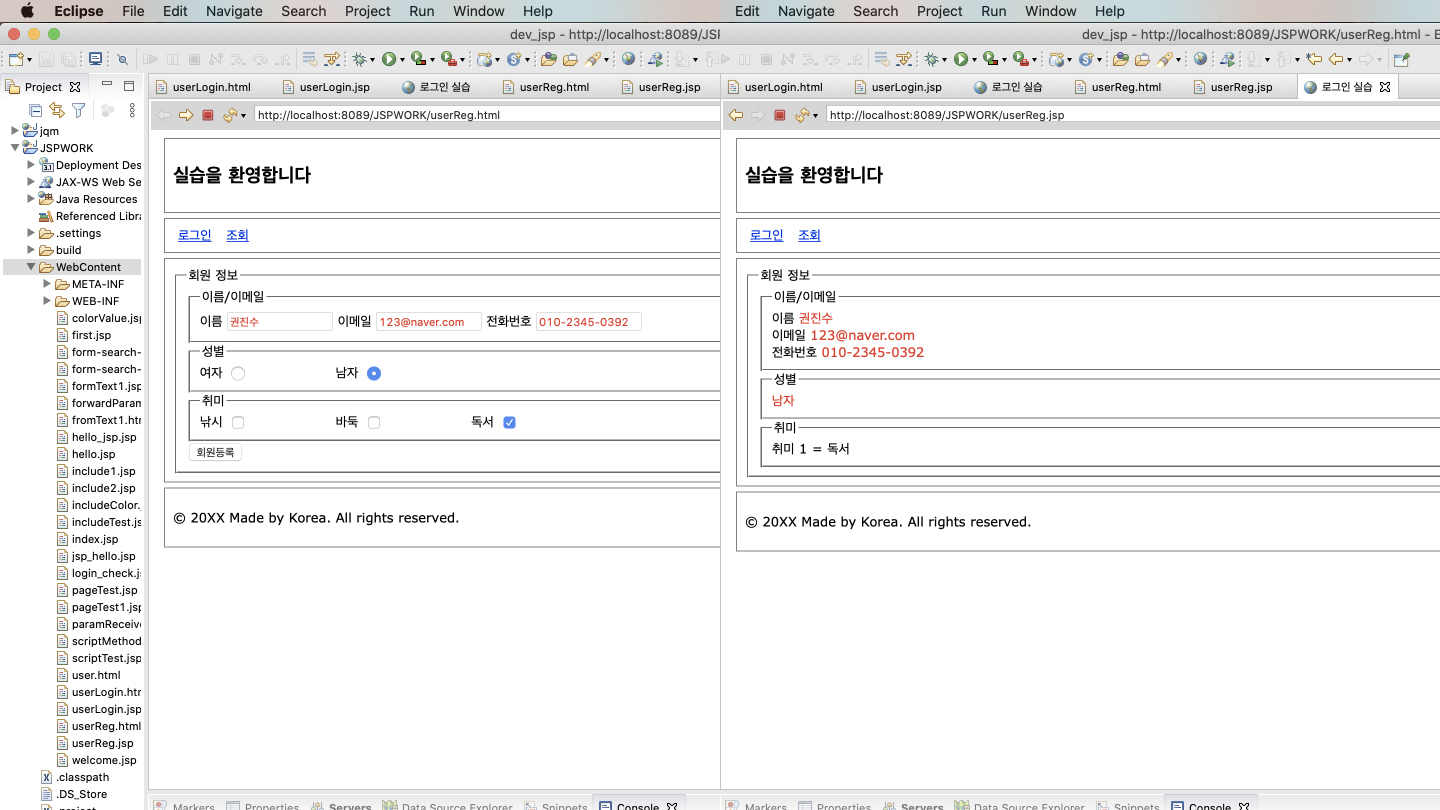 Eclipse File Edit Navigate Search Project Run Window Help
Edit Navigate Search Project Run Window Help
dev_jsp - http://localhost:8089/JSP
dev_jsp - http://localhost:8089/JSPWORK/userReg.html - E
Project
userLogin.html userLogin.jsp 로그인 실습 userReg.html userReg.jsp
userLogin.html userLogin.jsp 로그인 실습 userReg.html userReg.jsp 로그인 실습
http://localhost:8089/JSPWORK/userReg.html
http://localhost:8089/JSPWORK/userReg.jsp
jqm
JSPWORK
Deployment Des
JAX-WS Web Se
Java Resources
Referenced Libra
.settings
build
WebContent
META-INF
WEB-INF
colorValue.jsp
first.jsp
form-search-
form-search-
formText1.jsp
forwardParam
fromText1.htm
hello_jsp.jsp
hello.jsp
include1.jsp
include2.jsp
includeColor.
includeTest.js
index.jsp
jsp_hello.jsp
login_check.js
pageTest.jsp
pageTest1.jsp
paramReceive
scriptMethod
scriptTest.jsp
user.html
userLogin.htm
userLogin.jsp
userReg.html
userReg.jsp
welcome.jsp
.classpath
.DS_Store
.project
실습을 환영합니다
로그인 조회
회원 정보
이름/이메일
이름 권진수 이메일 123@naver.com 전화번호 010-2345-0392
성별
여자 남자
취미
낚시 바둑 독서
회원등록
© 20XX Made by Korea. All rights reserved.
실습을 환영합니다
로그인 조회
회원 정보
이름/이메일
이름 권진수
이메일 123@naver.com
전화번호 010-2345-0392
성별
남자
취미
취미 1 = 독서
© 20XX Made by Korea. All rights reserved.
Markers Properties Servers Data Source Explorer Snippets Console
Markers Properties Servers Data Source Explorer Snippets Console